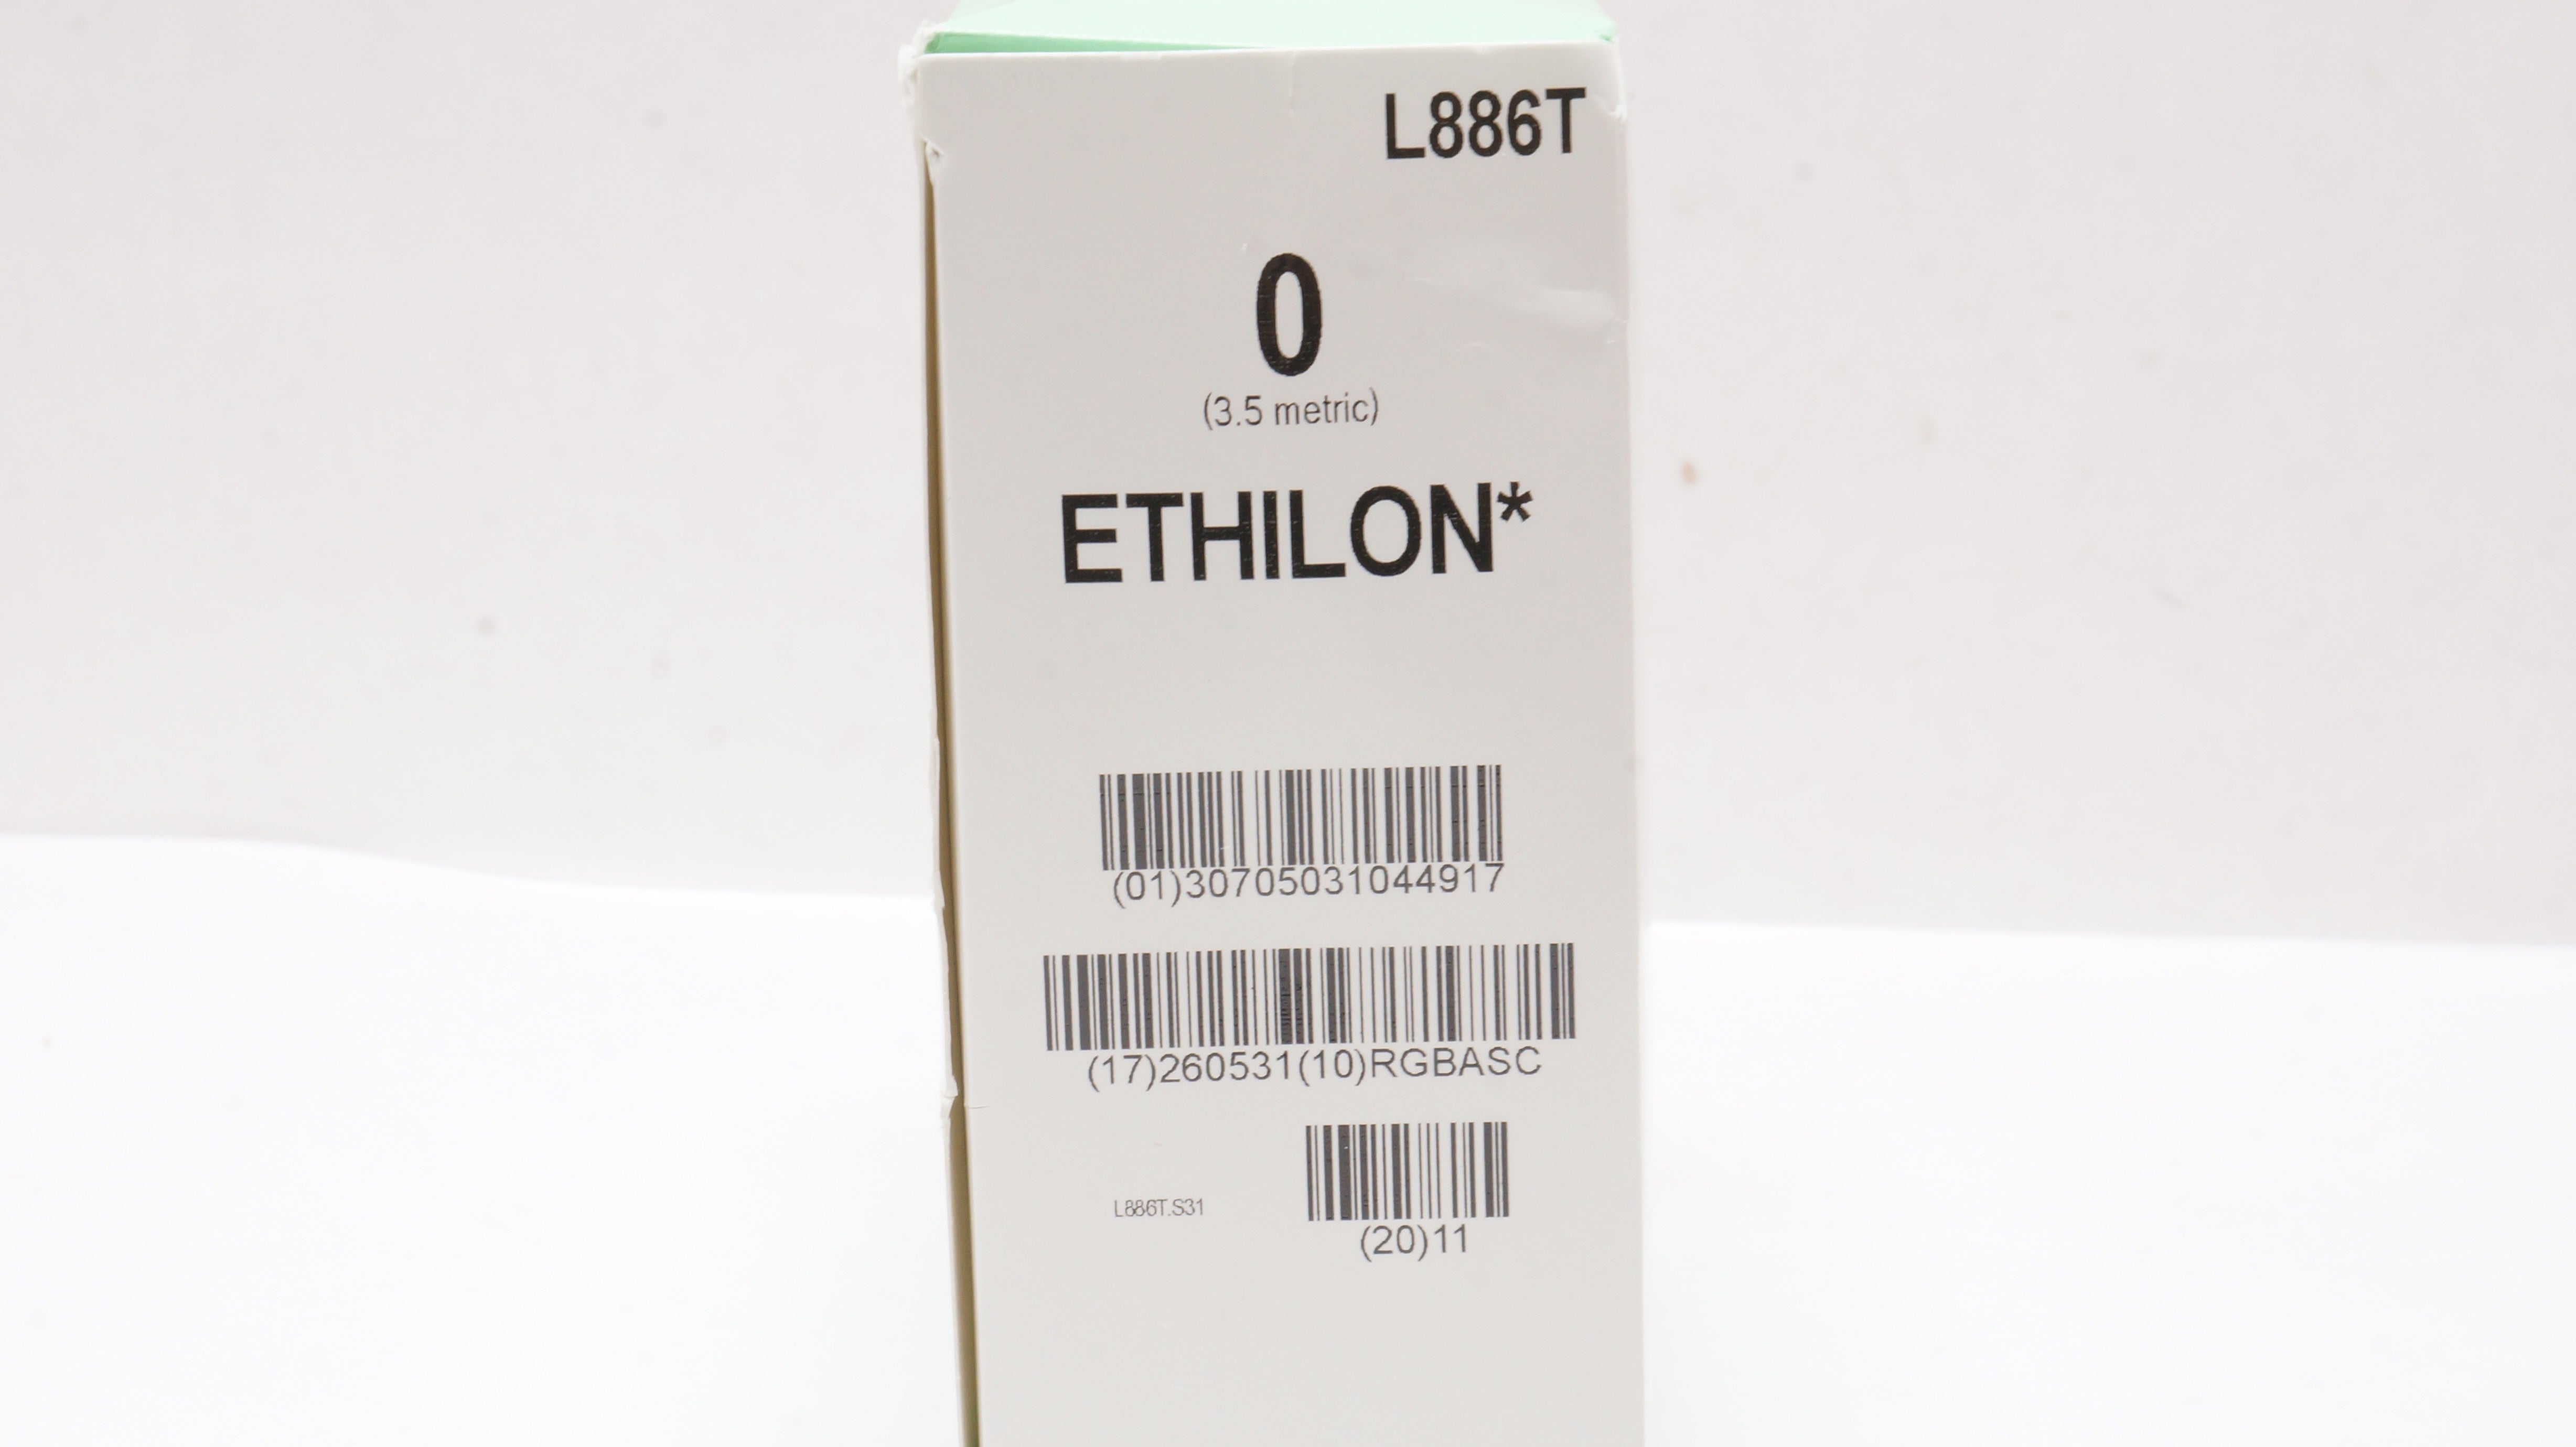 L886T
0
(3.5 metric)
ETHILON*
(01)30705031044917
(17)260531(10)RGBASC
L886T.S31
(20)11